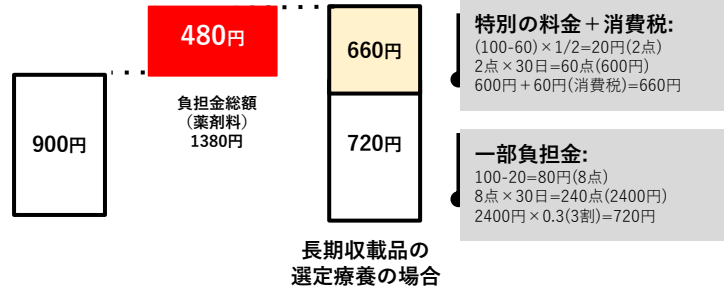 480円
660円
特別の料金＋消費税:
(100-60)×1/2=20円(2点)
2点×30日=60点(600円)
600円＋60円(消費税)=660円
900円
負担金総額
（薬剤料）
1380円
720円
一部負担金:
100-20=80円(8点)
8点×30日=240点(2400円)
2400円×0.3(3割)=720円
長期収載品の
選定療養の場合